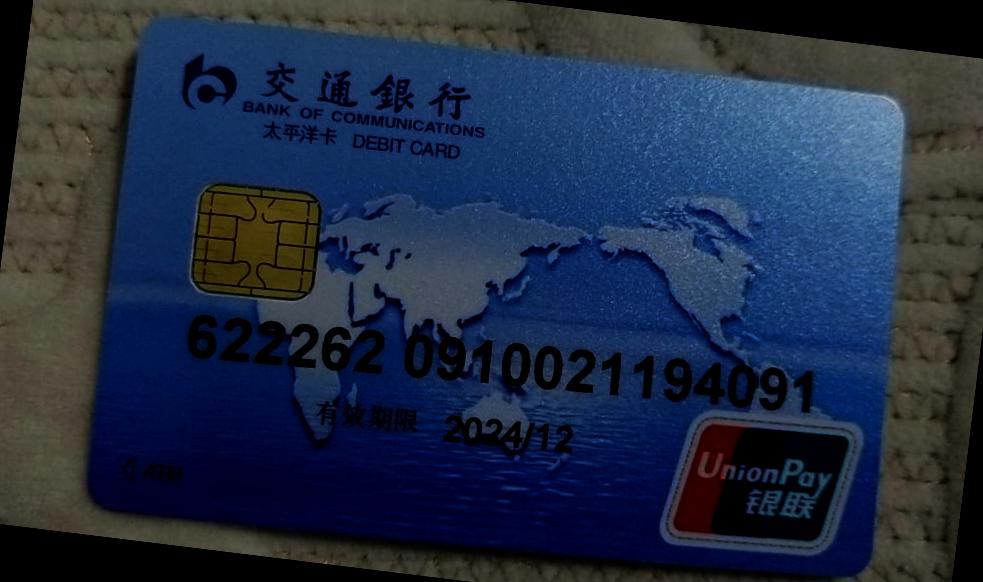 交通銀行
BANK OF COMMUNICATIONS
太平洋卡 DEBIT CARD
622262 0910021194091
有效期限 2024/12
ATM
UnionPay
银联